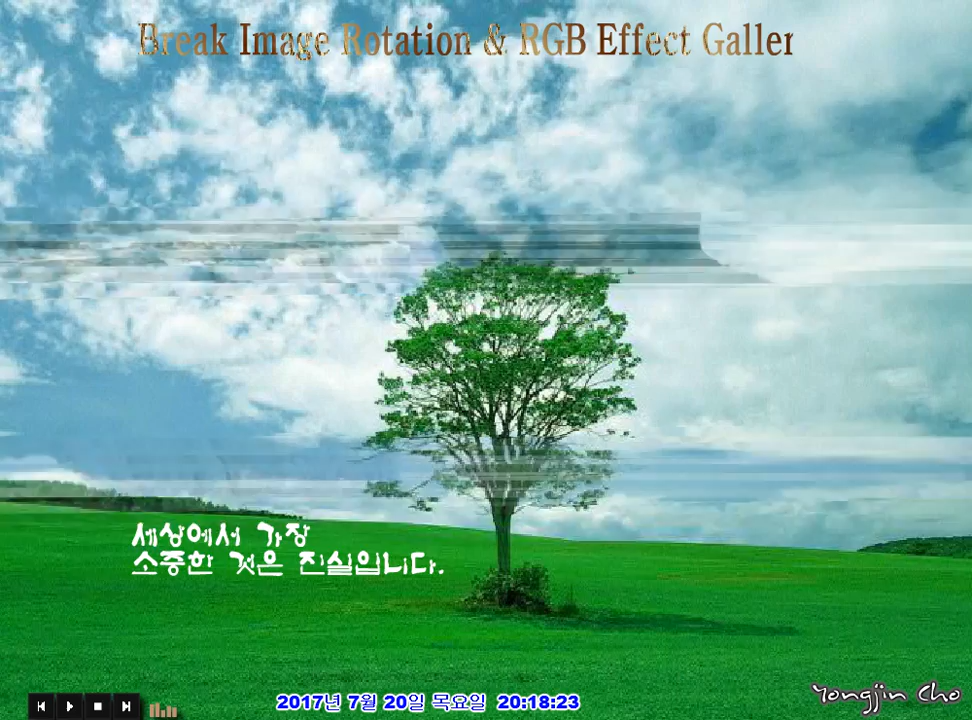 Break Image Rotation & RGB Effect Galler
세상에서 가장
소중한 것은 진실입니다.
2017년 7월 20일 목요일 20:18:23
Yongjin Cho